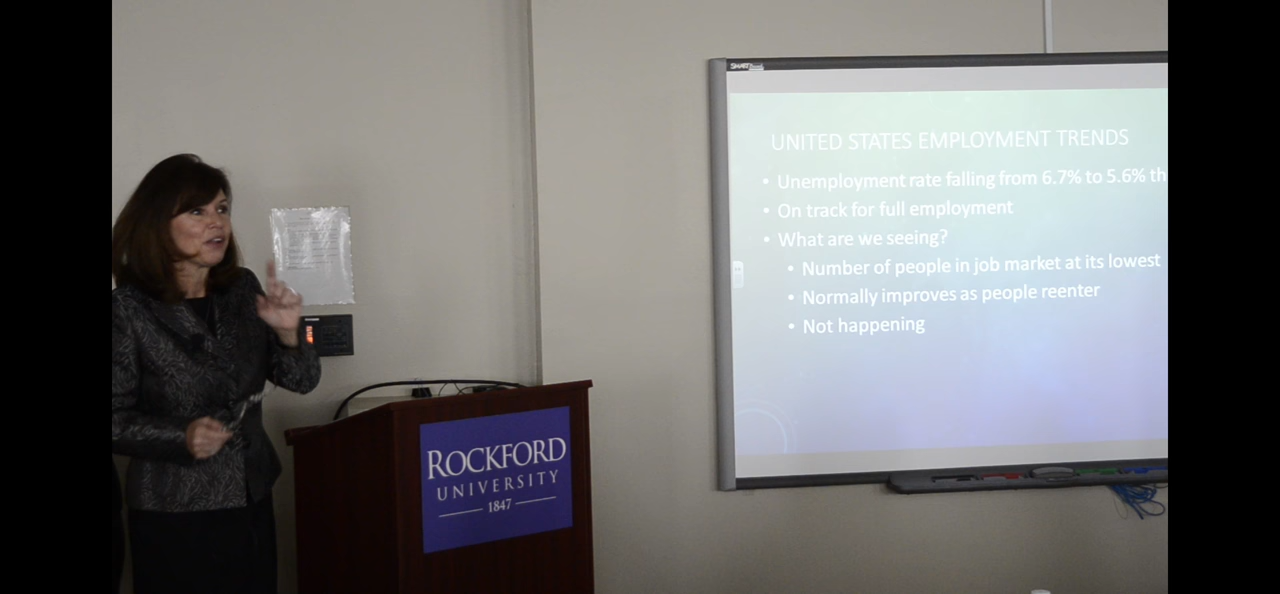 SMART
UNITED STATES EMPLOYMENT TRENDS
• Unemployment rate falling from 6.7% to 5.6% th
• On track for full employment
• What are we seeing?
• Number of people in job market at its lowest
• Normally improves as people reenter
• Not happening
ROCKFORD
UNIVERSITY
1847